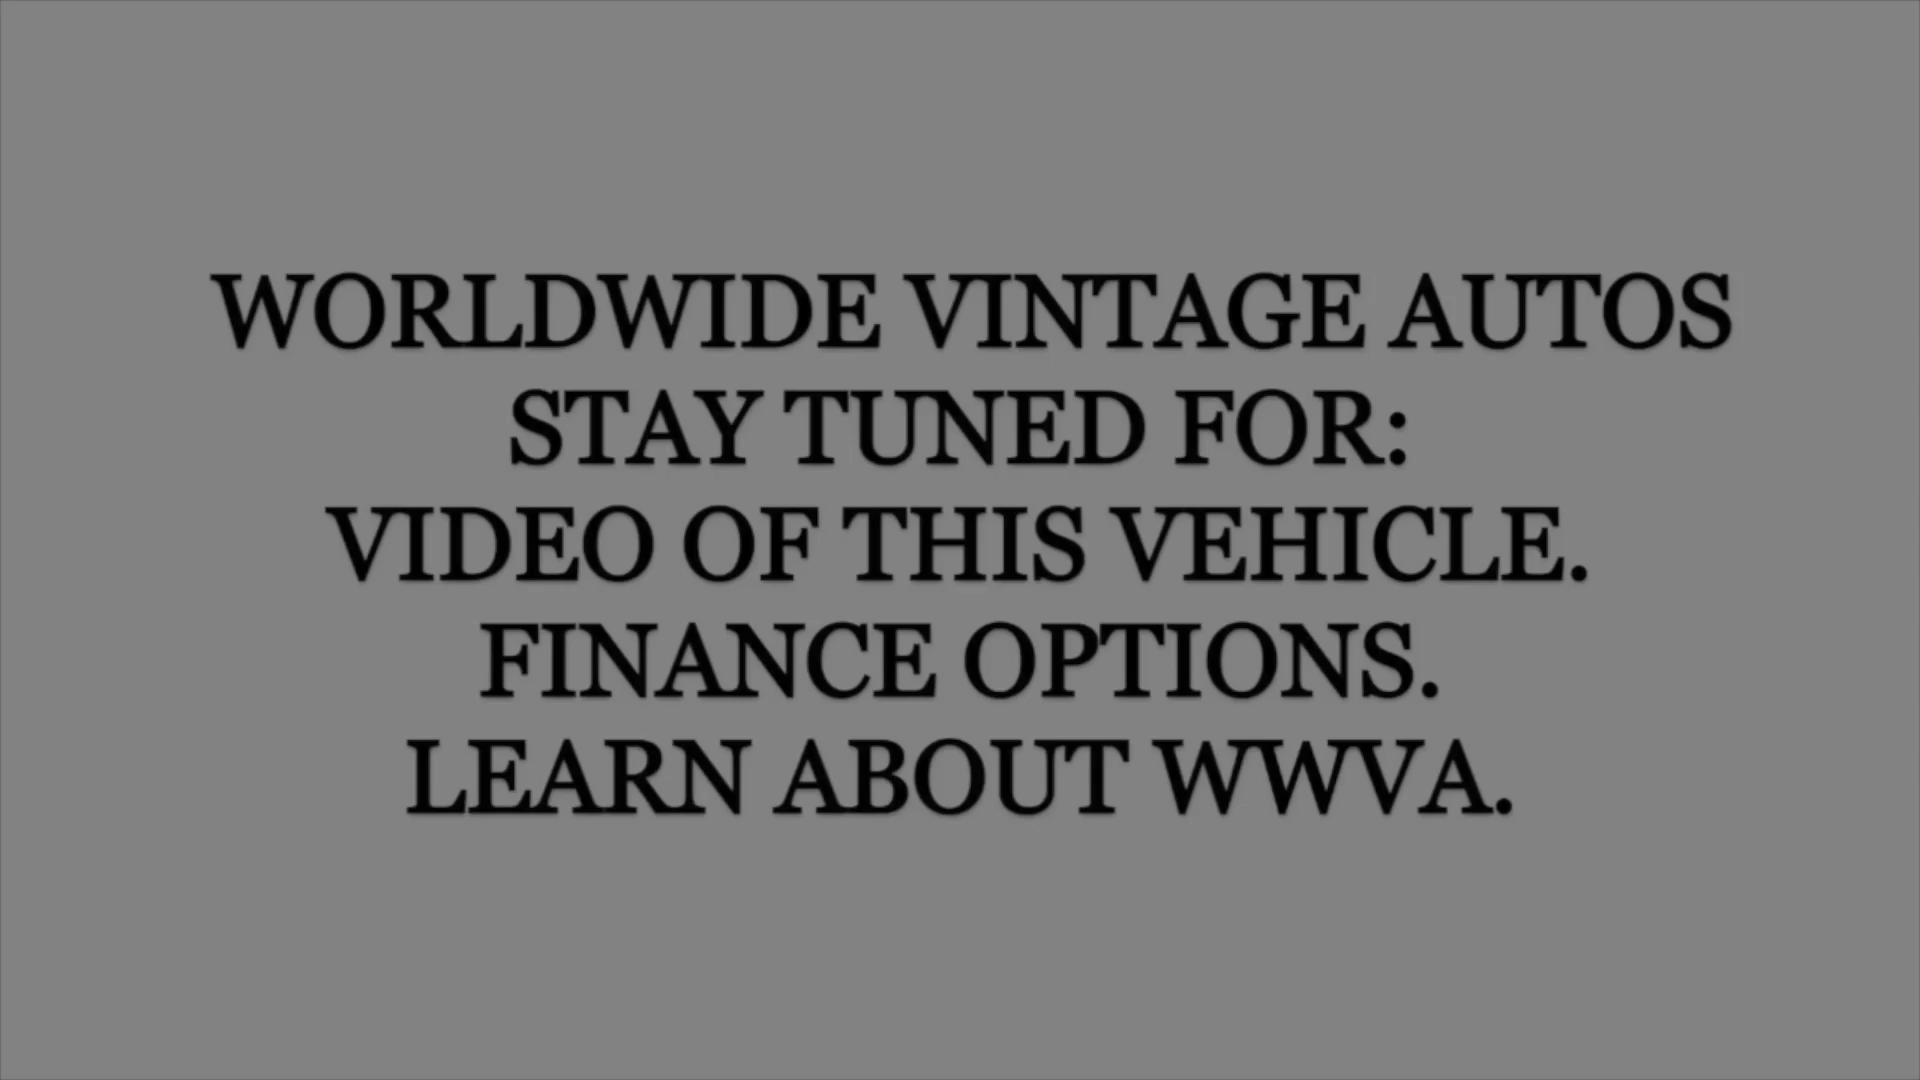 WORLDWIDE VINTAGE AUTOS
STAY TUNED FOR:
VIDEO OF THIS VEHICLE.
FINANCE OPTIONS.
LEARN ABOUT WWVA.